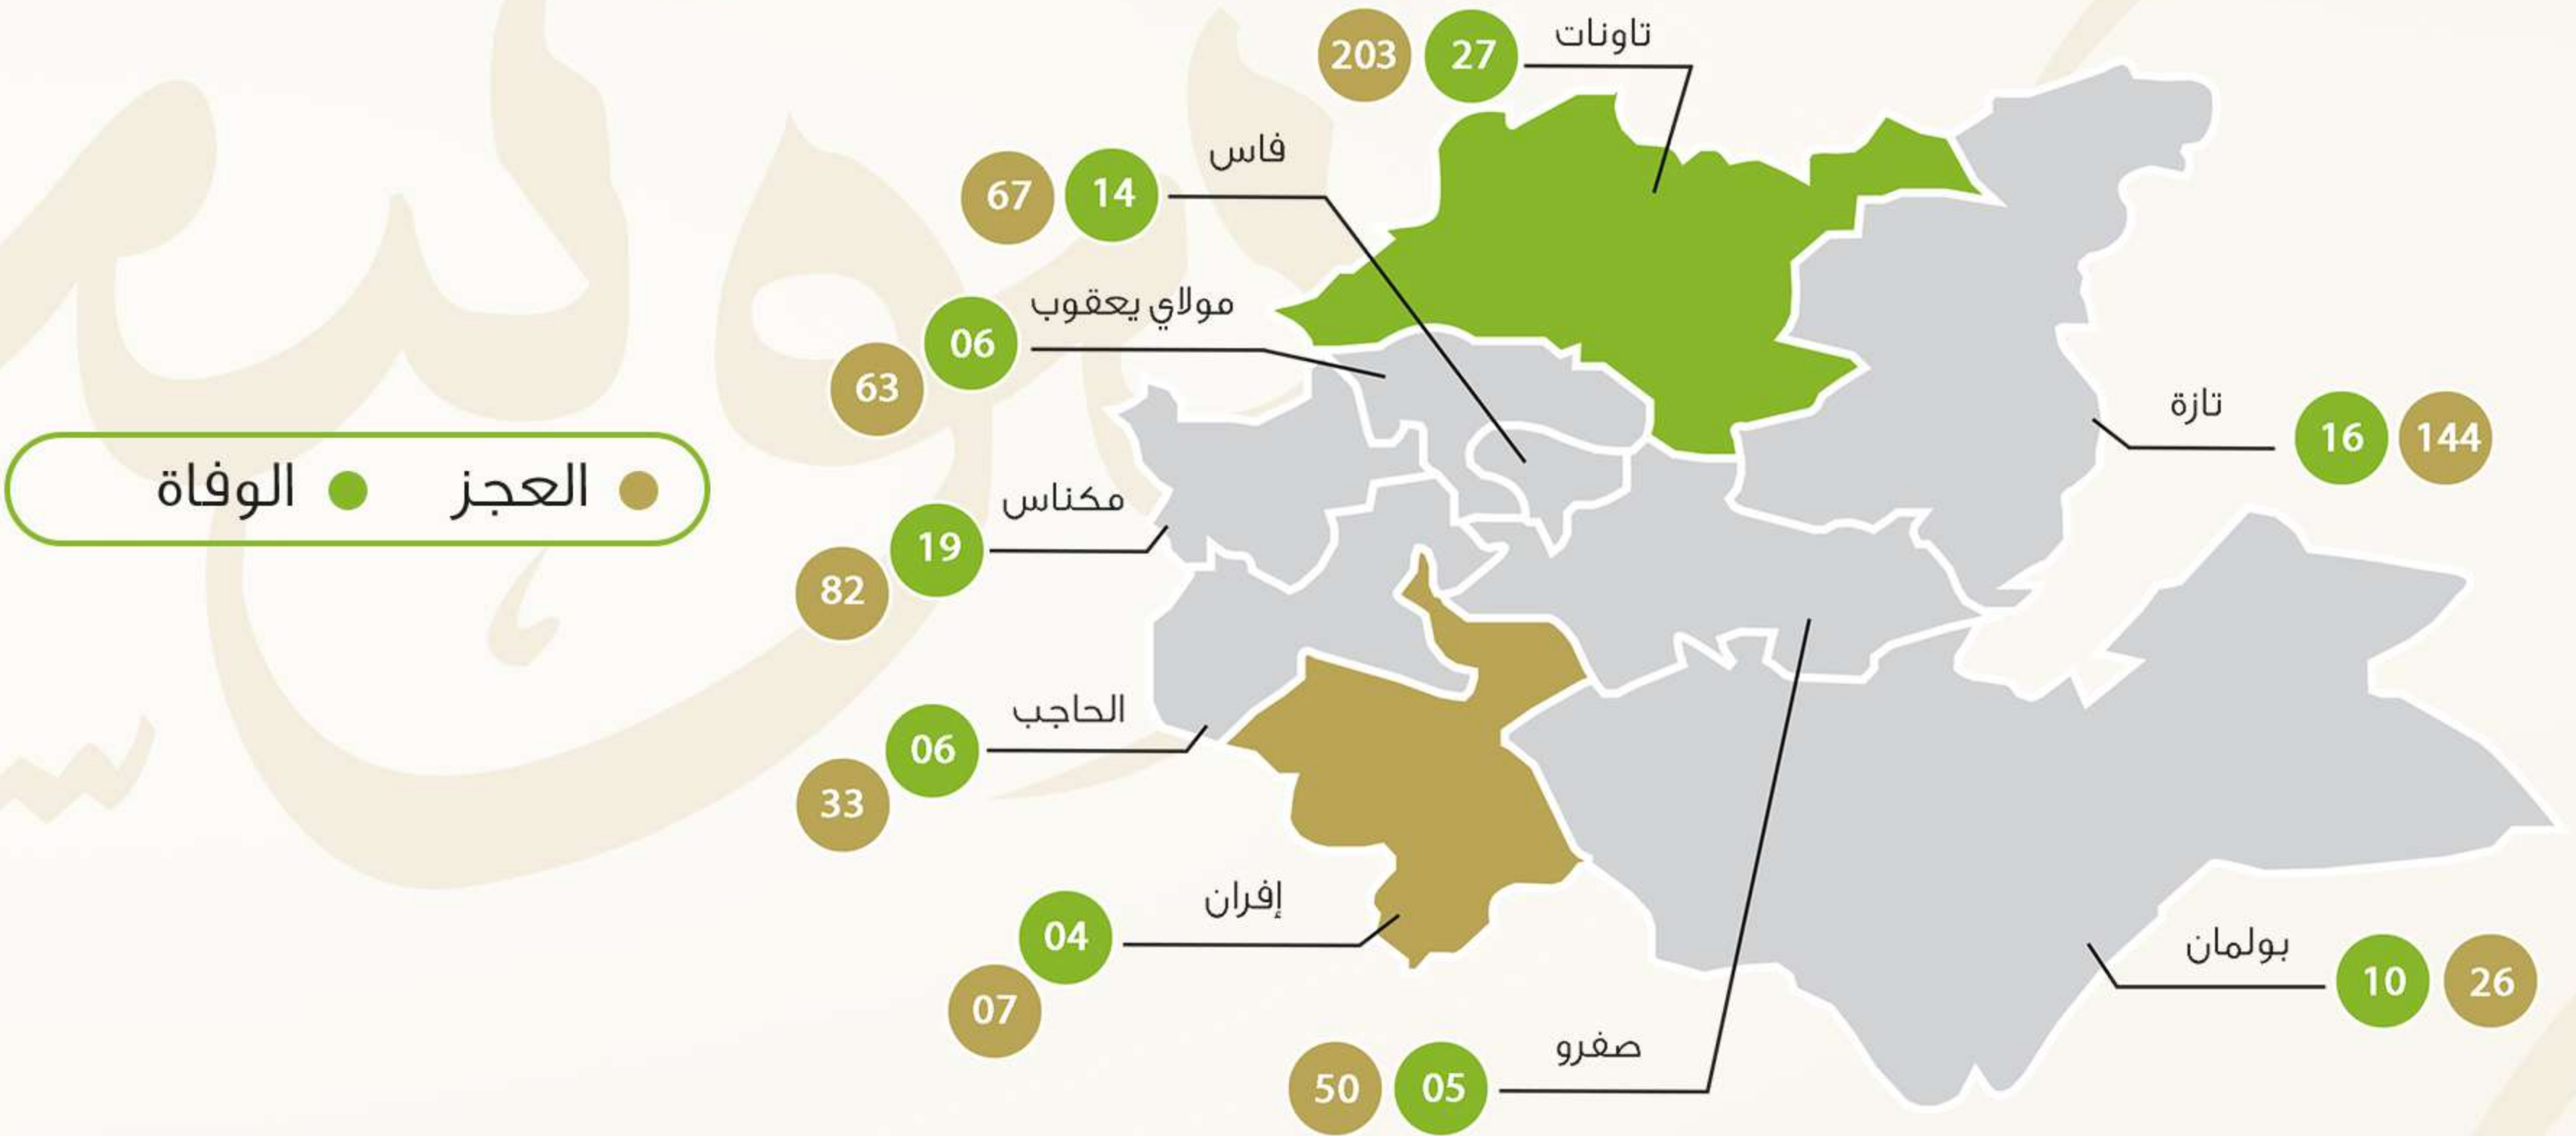 تاونات
27
203
فاس
14
67
مولاي يعقوب
06
63
تازة
16
144
العجز
الوفاة
مكناس
19
82
الحاجب
06
33
إفران
04
07
بولمان
10
26
صفرو
05
50